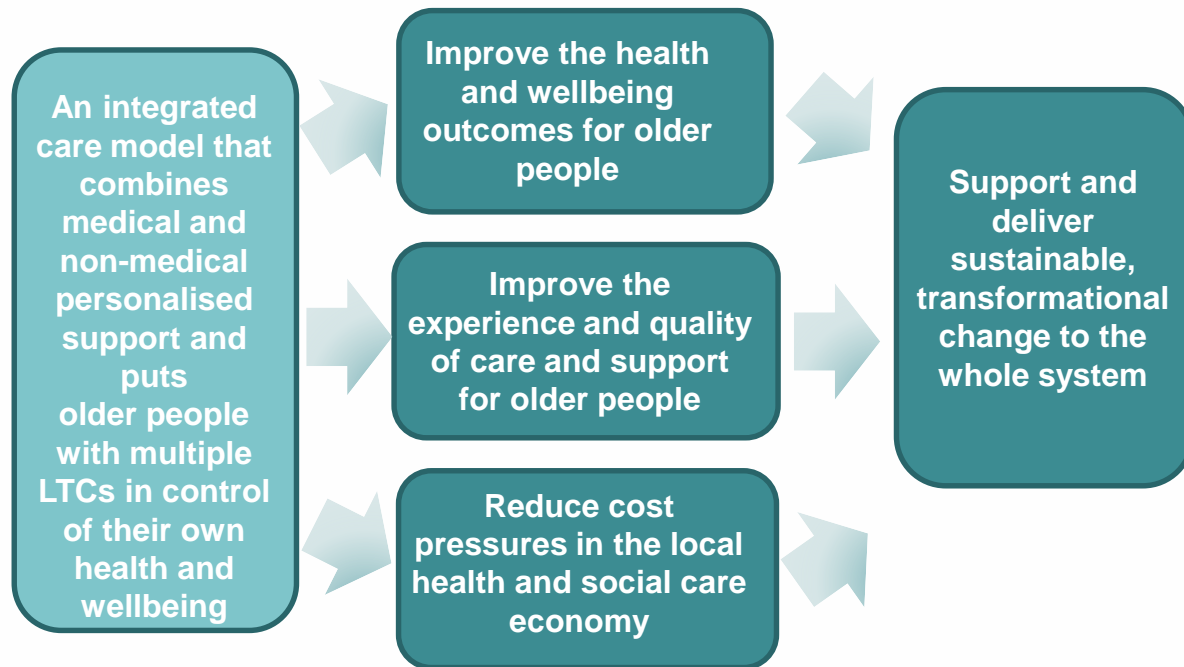 An integrated
care model that
combines
medical and
non-medical
personalised
support and
puts
older people
with multiple
LTCs in control
of their own
health and
wellbeing
Improve the health
and wellbeing
outcomes for older
people
Improve the
experience and quality
of care and support
for older people
Reduce cost
pressures in the local
health and social care
economy
Support and
deliver
sustainable,
transformational
change to the
whole system